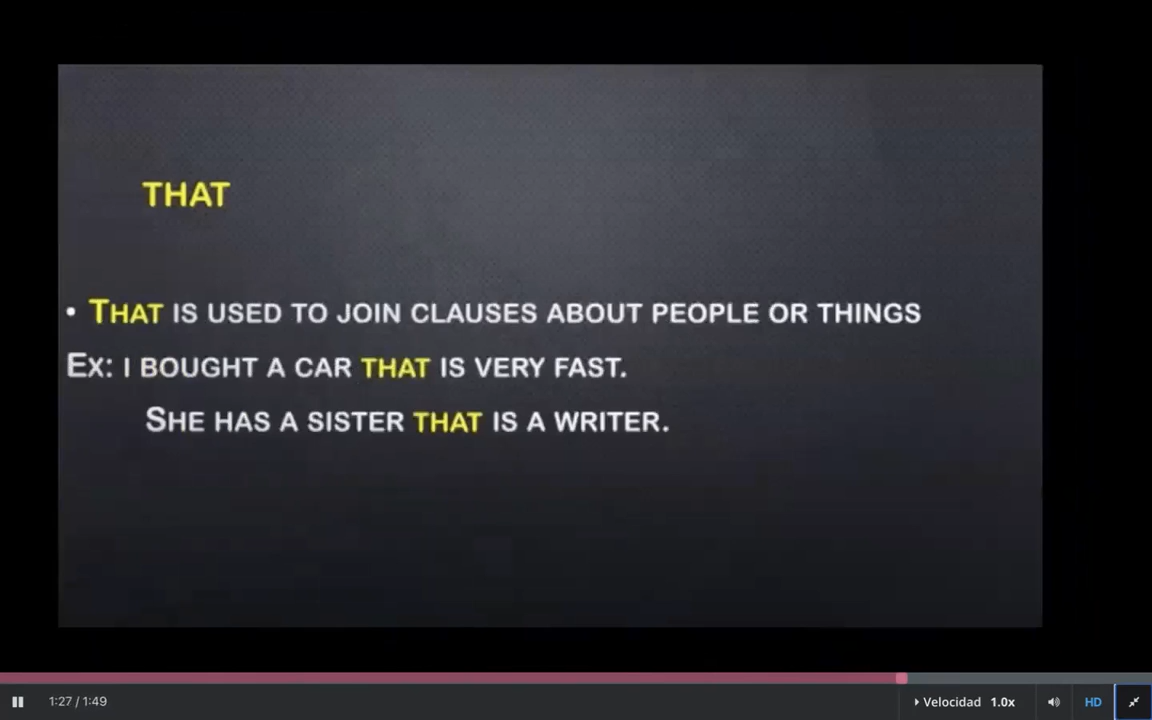 THAT
• THAT IS USED TO JOIN CLAUSES ABOUT PEOPLE OR THINGS
EX: I BOUGHT A CAR THAT IS VERY FAST.
SHE HAS A SISTER THAT IS A WRITER.
1:27 / 1:49
Velocidad 1.0x
HD